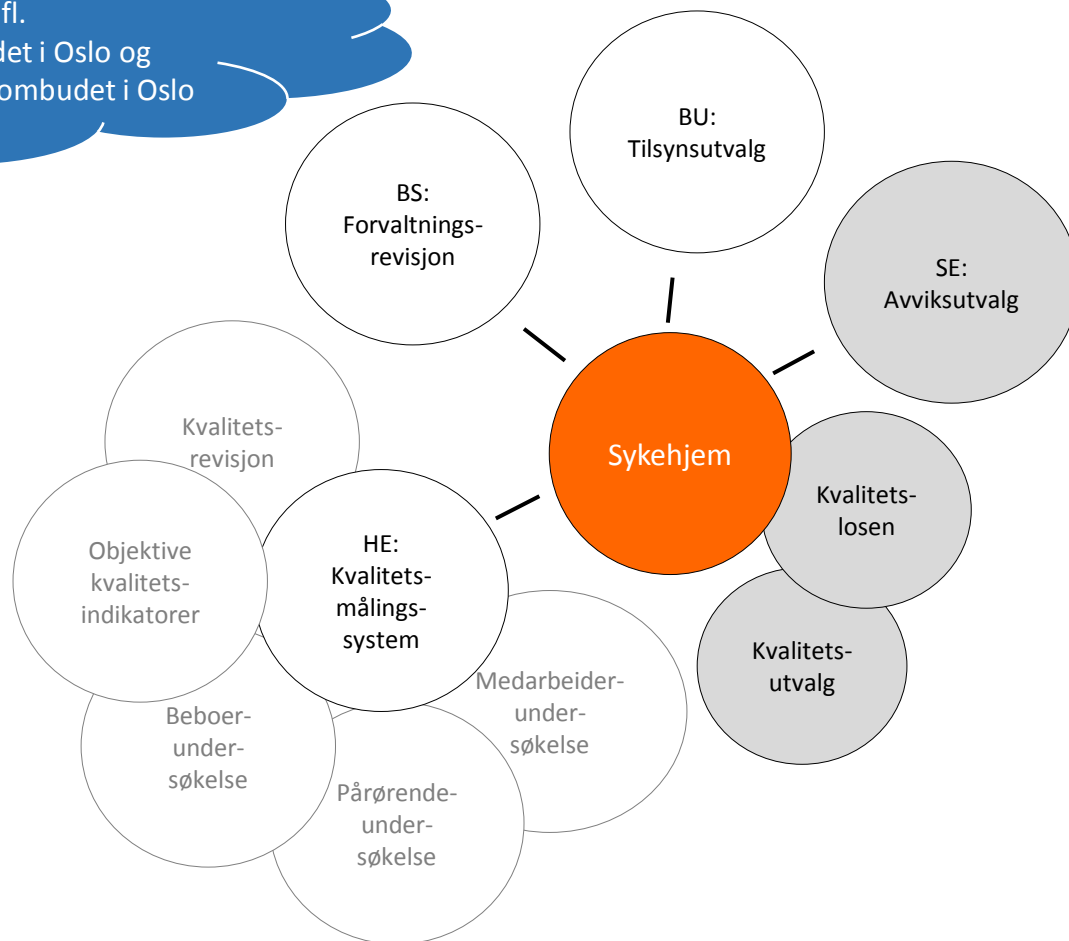 fl.
det i Oslo og
ombudet i Oslo
BU:
Tilsynsutvalg
BS:
Forvaltnings-
revisjon
SE:
Avviksutvalg
Sykehjem
Kvalitets-
losen
Kvalitets-
utvalg
Kvalitets-
revisjon
Objektive
kvalitets-
indikatorer
HE:
Kvalitets-
målings-
system
Medarbeider-
under-
søkelse
Beboer-
under-
søkelse
Pårørende-
under-
søkelse